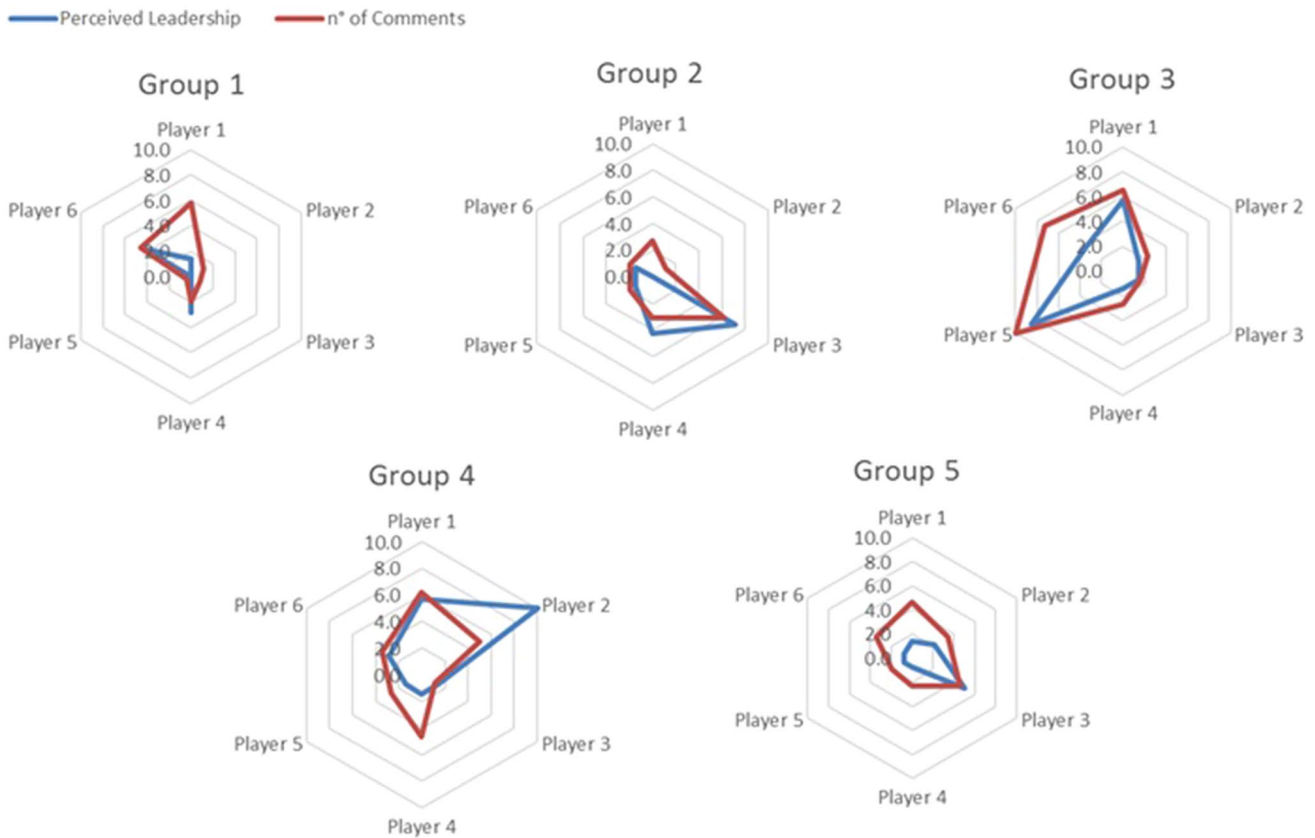 Perceived Leadership n° of Comments
Group 1
Player 1
10.0
8.0
6.0
4.0
2.0
0.0
Player 2
Player 3
Player 4
Player 5
Player 6
Group 2
Player 1
10.0
8.0
6.0
4.0
2.0
0.0
Player 2
Player 3
Player 4
Player 5
Player 6
Group 3
Player 1
10.0
8.0
6.0
4.0
2.0
0.0
Player 2
Player 3
Player 4
Player 5
Player 6
Group 4
Player 1
10.0
8.0
6.0
4.0
2.0
0.0
Player 2
Player 3
Player 4
Player 5
Player 6
Group 5
Player 1
10.0
8.0
6.0
4.0
2.0
0.0
Player 2
Player 3
Player 4
Player 5
Player 6